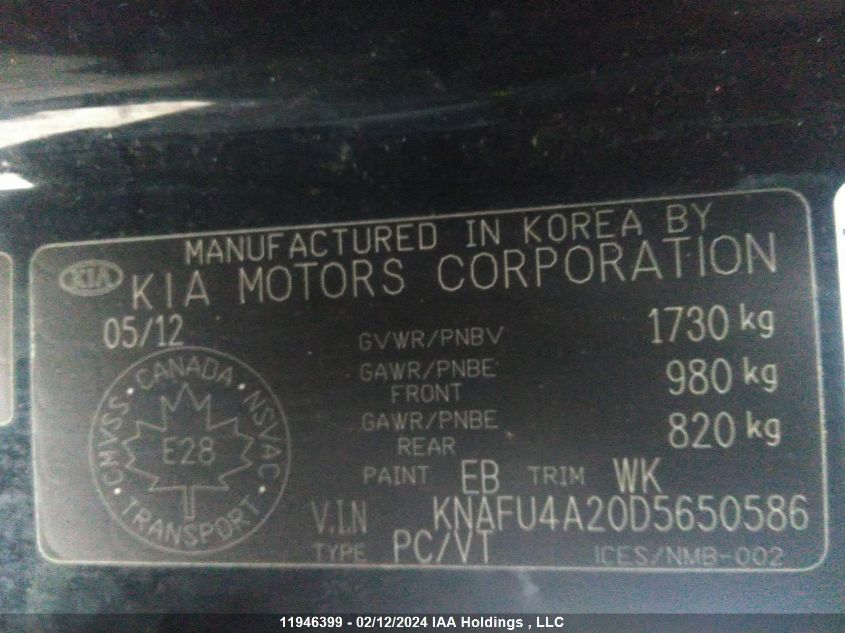 MANUFACTURED IN KOREA BY
KIA KIA MOTORS CORPORATION
05/12 GVWR/PNBV 1730 kg
GAWR/PNBE FRONT 980 kg
GAWR/PNBE REAR 820 kg
CANADA · NSVAC · TRANSPORT · CMVSS
E28
PAINT EB TRIM WK
V.I.N KNAFU4A20D5650586
TYPE PC/VT ICES/NMB-002
11946399 - 02/12/2024 IAA Holdings , LLC